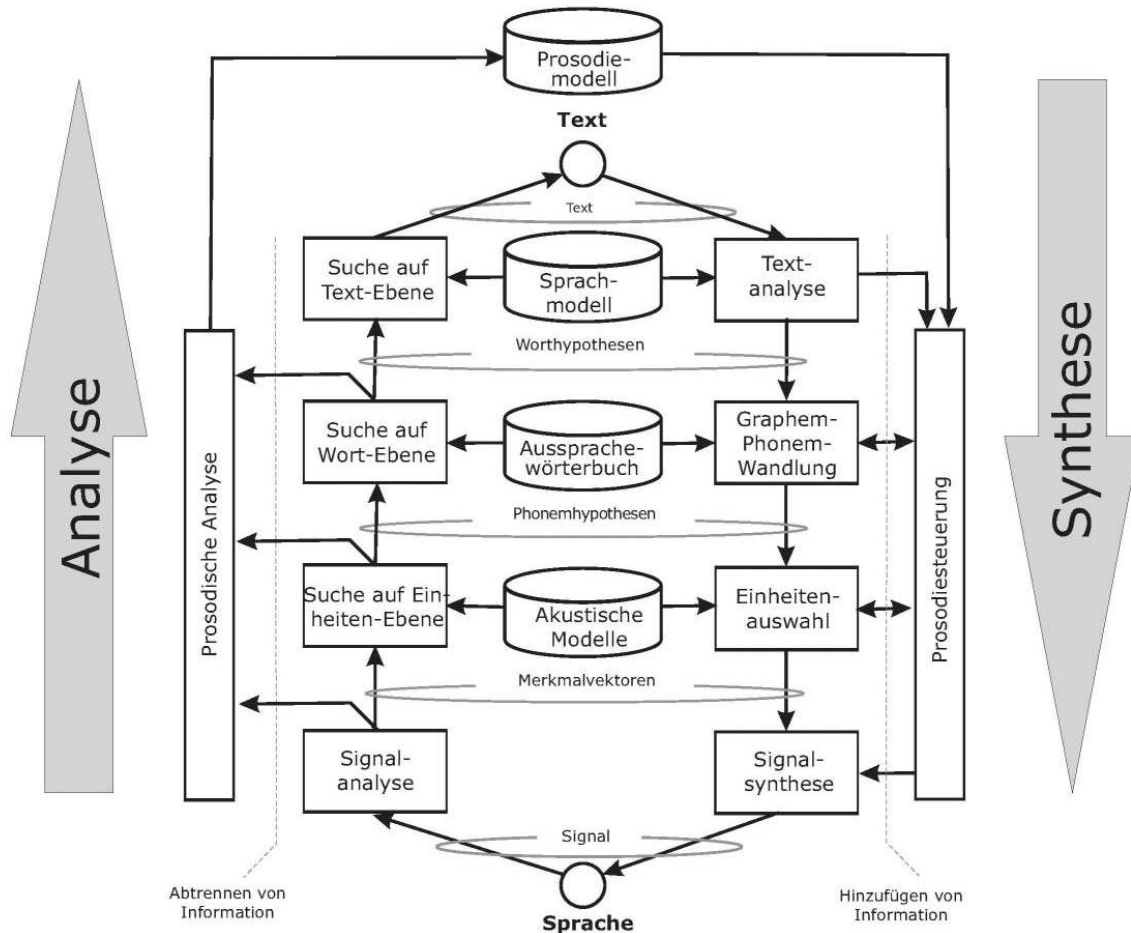 Prosodie-
modell
Text
Text
Suche auf
Text-Ebene
Sprach-
modell
Text-
analyse
Worthypothesen
Suche auf
Wort-Ebene
Aussprache-
wörterbuch
Graphem-
Phonem-
Wandlung
Phonemhypothesen
Suche auf Ein-
heiten-Ebene
Akustische
Modelle
Einheiten-
auswahl
Merkmalvektoren
Signal-
analyse
Signal-
synthese
Signal
Sprache
Analyse
Prosodische Analyse
Prosodiesteuerung
Synthese
Abtrennen von
Information
Hinzufügen von
Information